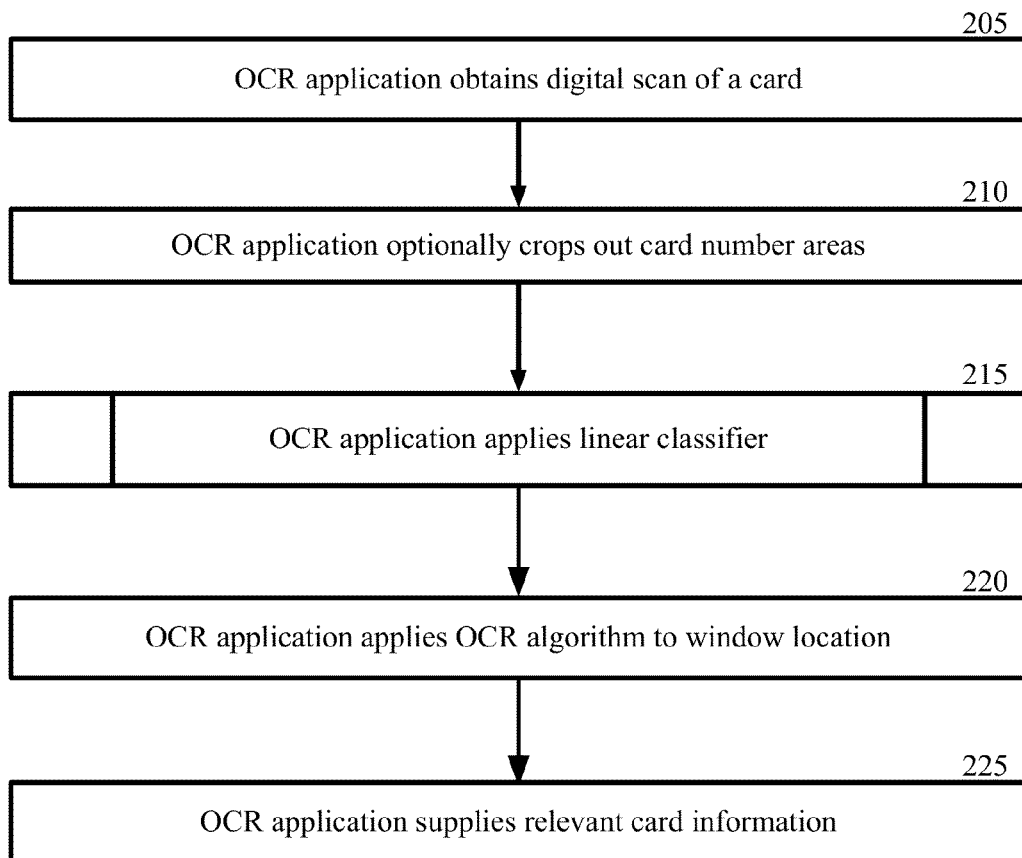 205
OCR application obtains digital scan of a card
210
OCR application optionally crops out card number areas
215
OCR application applies linear classifier
220
OCR application applies OCR algorithm to window location
225
OCR application supplies relevant card information